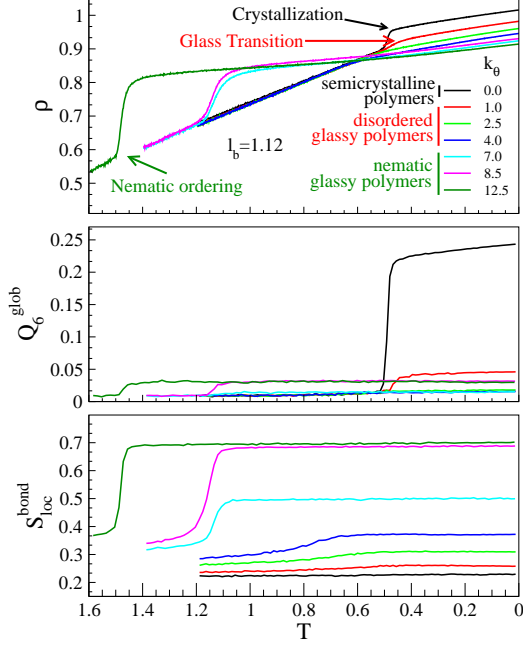 Crystallization
Glass Transition
k_θ
semicrystalline polymers
0.0
disordered glassy polymers
1.0
2.5
4.0
nematic glassy polymers
7.0
8.5
12.5
l_b=1.12
Nematic ordering
ρ
1
0.9
0.8
0.7
0.6
0.5
Q_6^glob
0.25
0.2
0.15
0.1
0.05
0
S_loc^bond
0.7
0.6
0.5
0.4
0.3
0.2
1.6 1.4 1.2 1 0.8 0.6 0.4 0.2 0
T